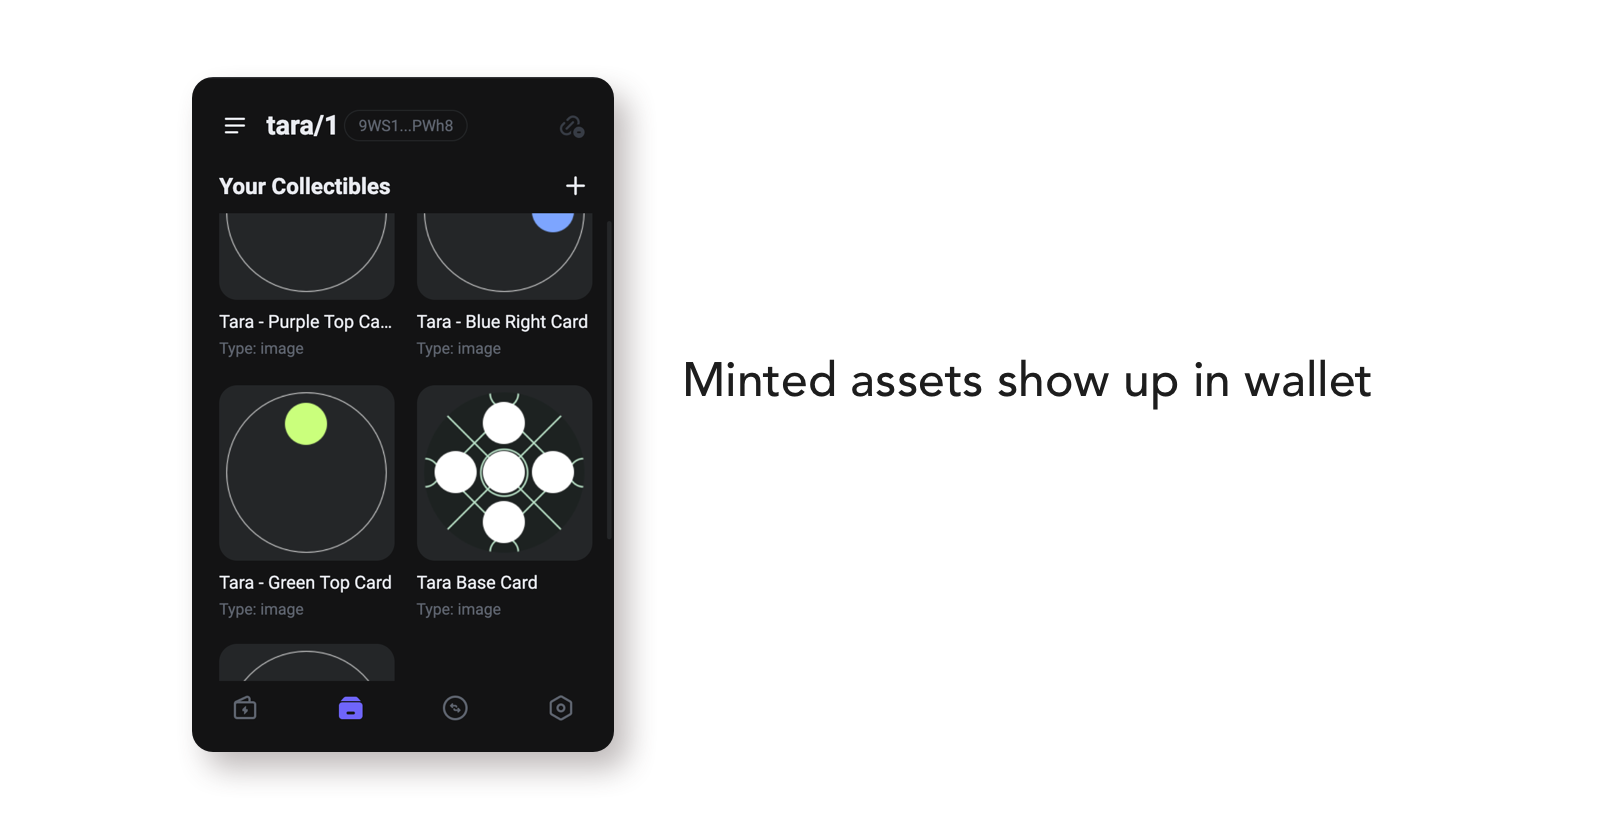 tara/1 9WS1...PWh8
Your Collectibles
Tara - Purple Top Ca... Tara - Blue Right Card
Type: image Type: image
Tara - Green Top Card Tara Base Card
Type: image Type: image
Minted assets show up in wallet